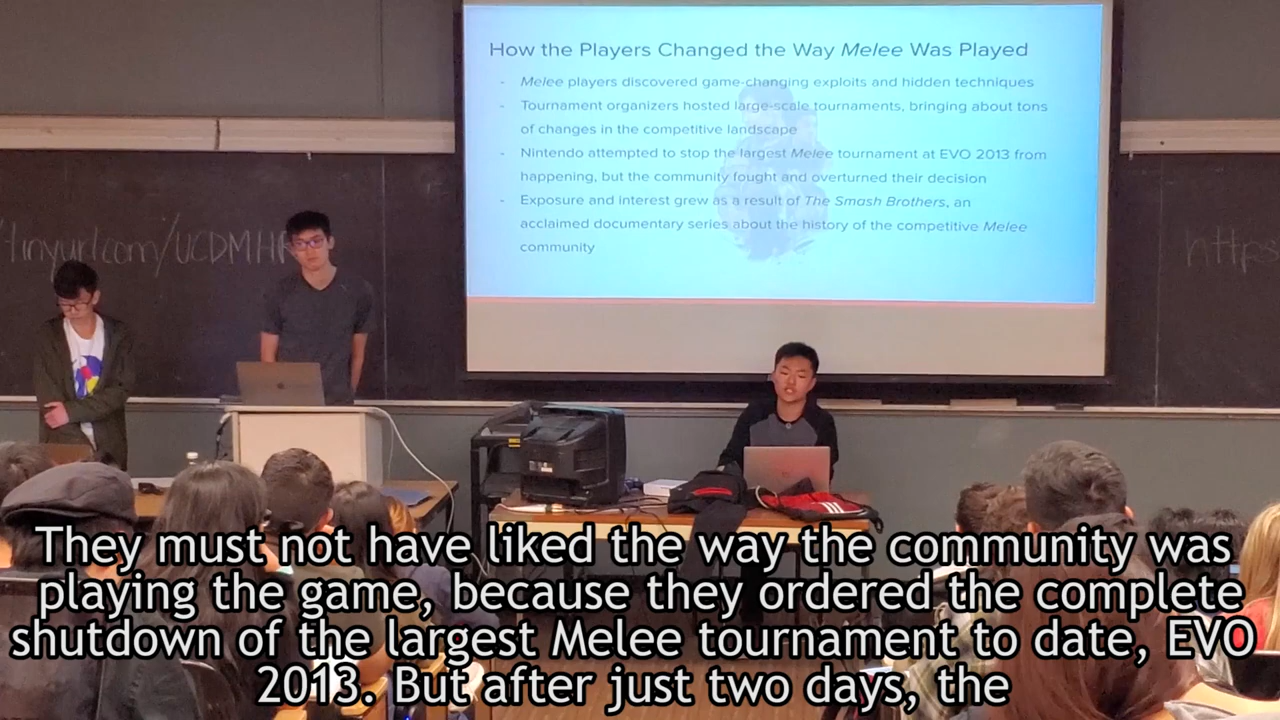 How the Players Changed the Way Melee Was Played
- Melee players discovered game-changing exploits and hidden techniques
- Tournament organizers hosted large-scale tournaments, bringing about tons
of changes in the competitive landscape
- Nintendo attempted to stop the largest Melee tournament at EVO 2013 from
happening, but the community fought and overturned their decision
- Exposure and interest grew as a result of The Smash Brothers, an
acclaimed documentary series about the history of the competitive Melee
community
tinyurl.com/UCDMH
https
They must not have liked the way the community was
playing the game, because they ordered the complete
shutdown of the largest Melee tournament to date, EVO
2013. But after just two days, the